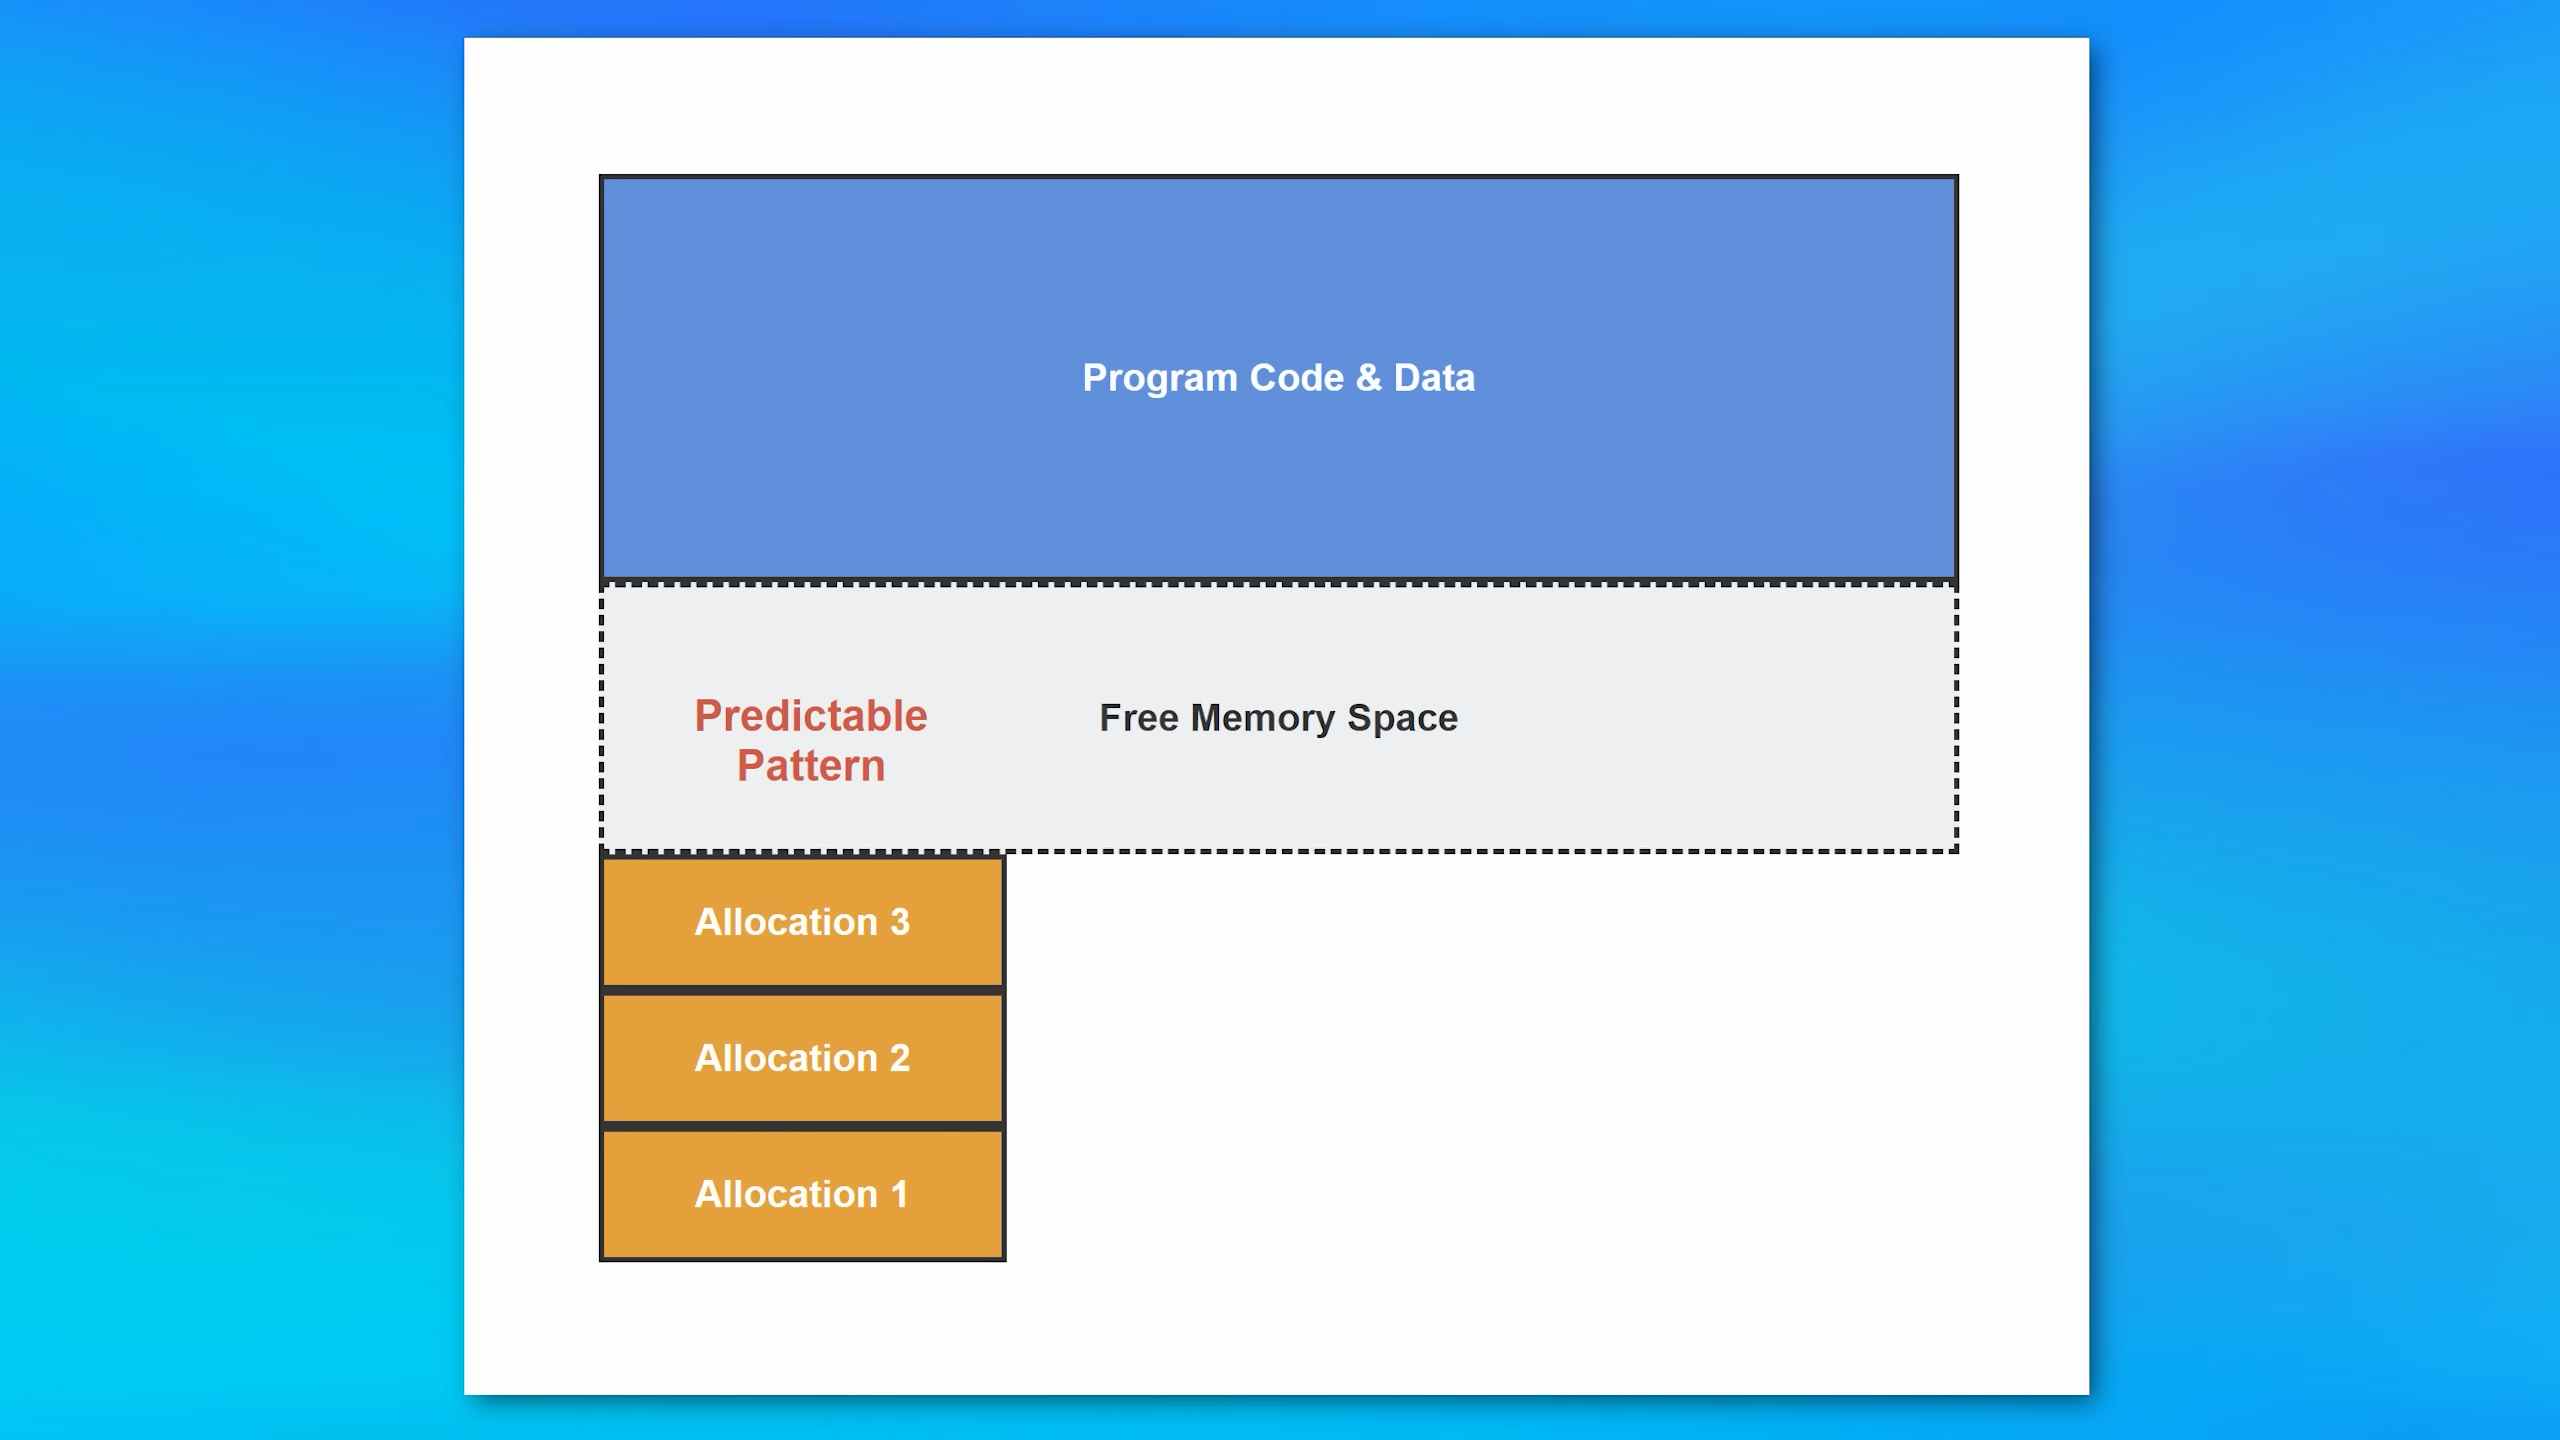 Program Code & Data
Predictable
Pattern
Free Memory Space
Allocation 3
Allocation 2
Allocation 1